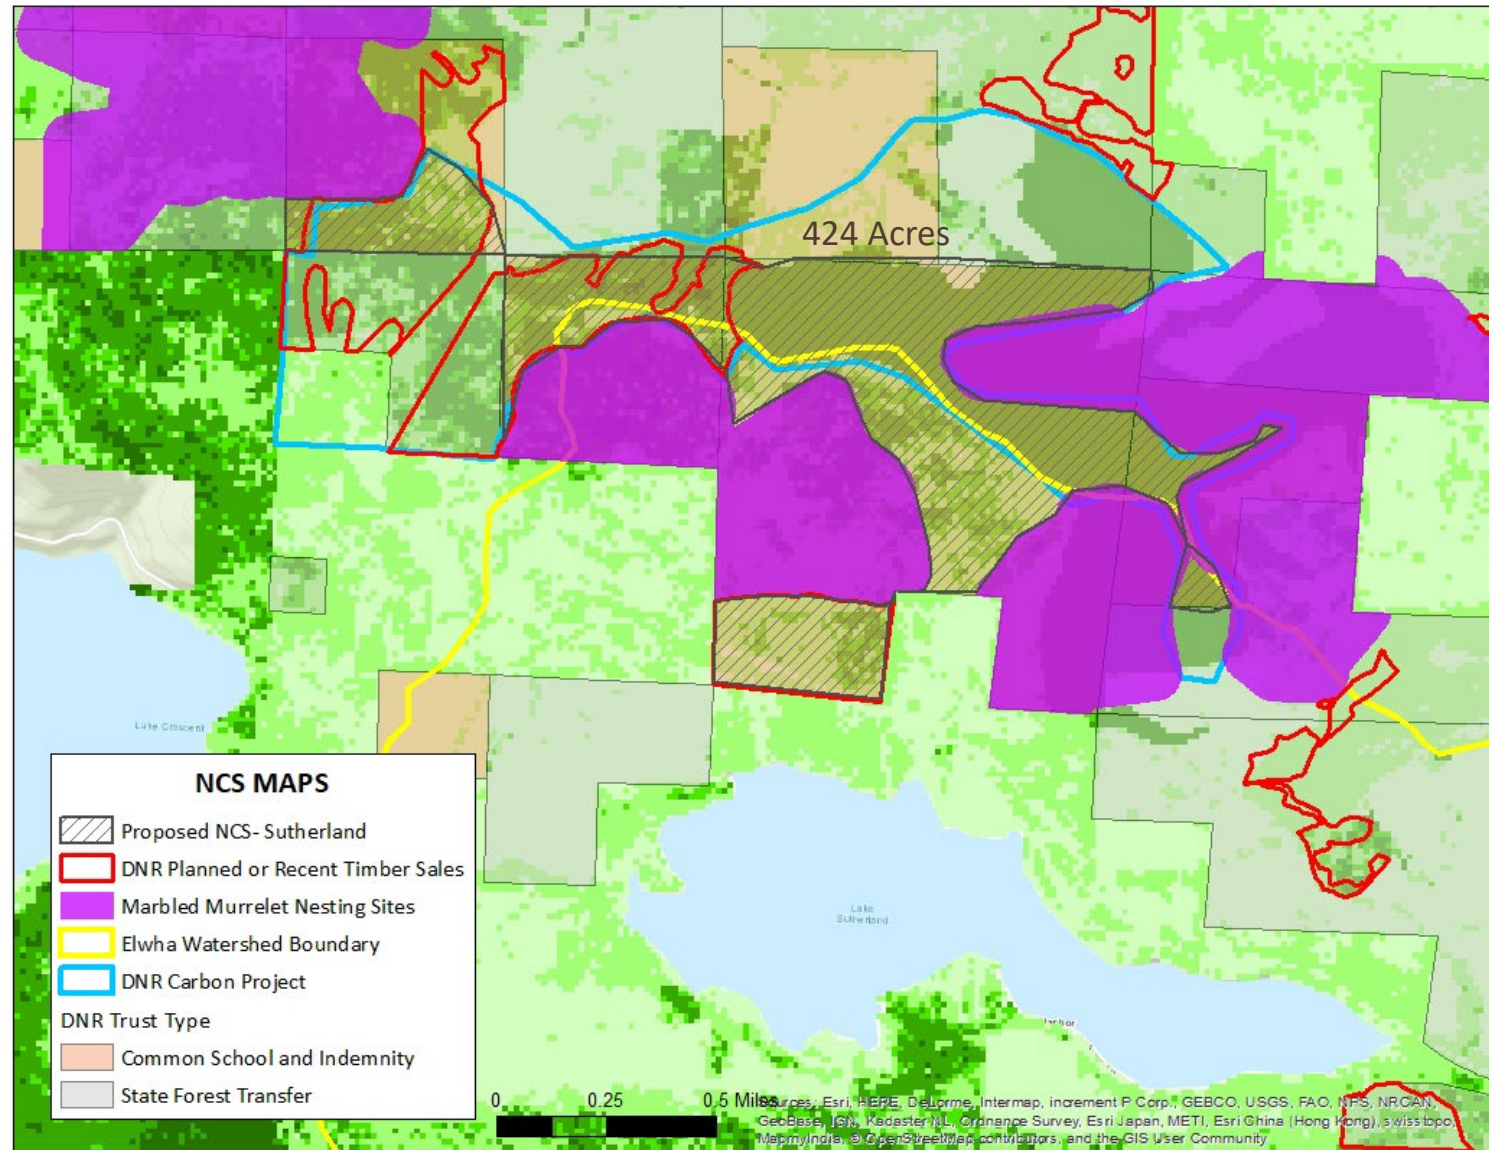 424 Acres
Lake Crescent
NCS MAPS
Proposed NCS- Sutherland
DNR Planned or Recent Timber Sales
Marbled Murrelet Nesting Sites
Elwha Watershed Boundary
DNR Carbon Project
DNR Trust Type
Common School and Indemnity
State Forest Transfer
Lake
Sutherland
0 0.25 0.5 Miles
Sources: Esri, HERE, DeLorme, Intermap, increment P Corp., GEBCO, USGS, FAO, NPS, NRCAN,
GeoBase, IGN, Kadaster NL, Ordnance Survey, Esri Japan, METI, Esri China (Hong Kong), swisstopo,
MapmyIndia, © OpenStreetMap contributors, and the GIS User Community